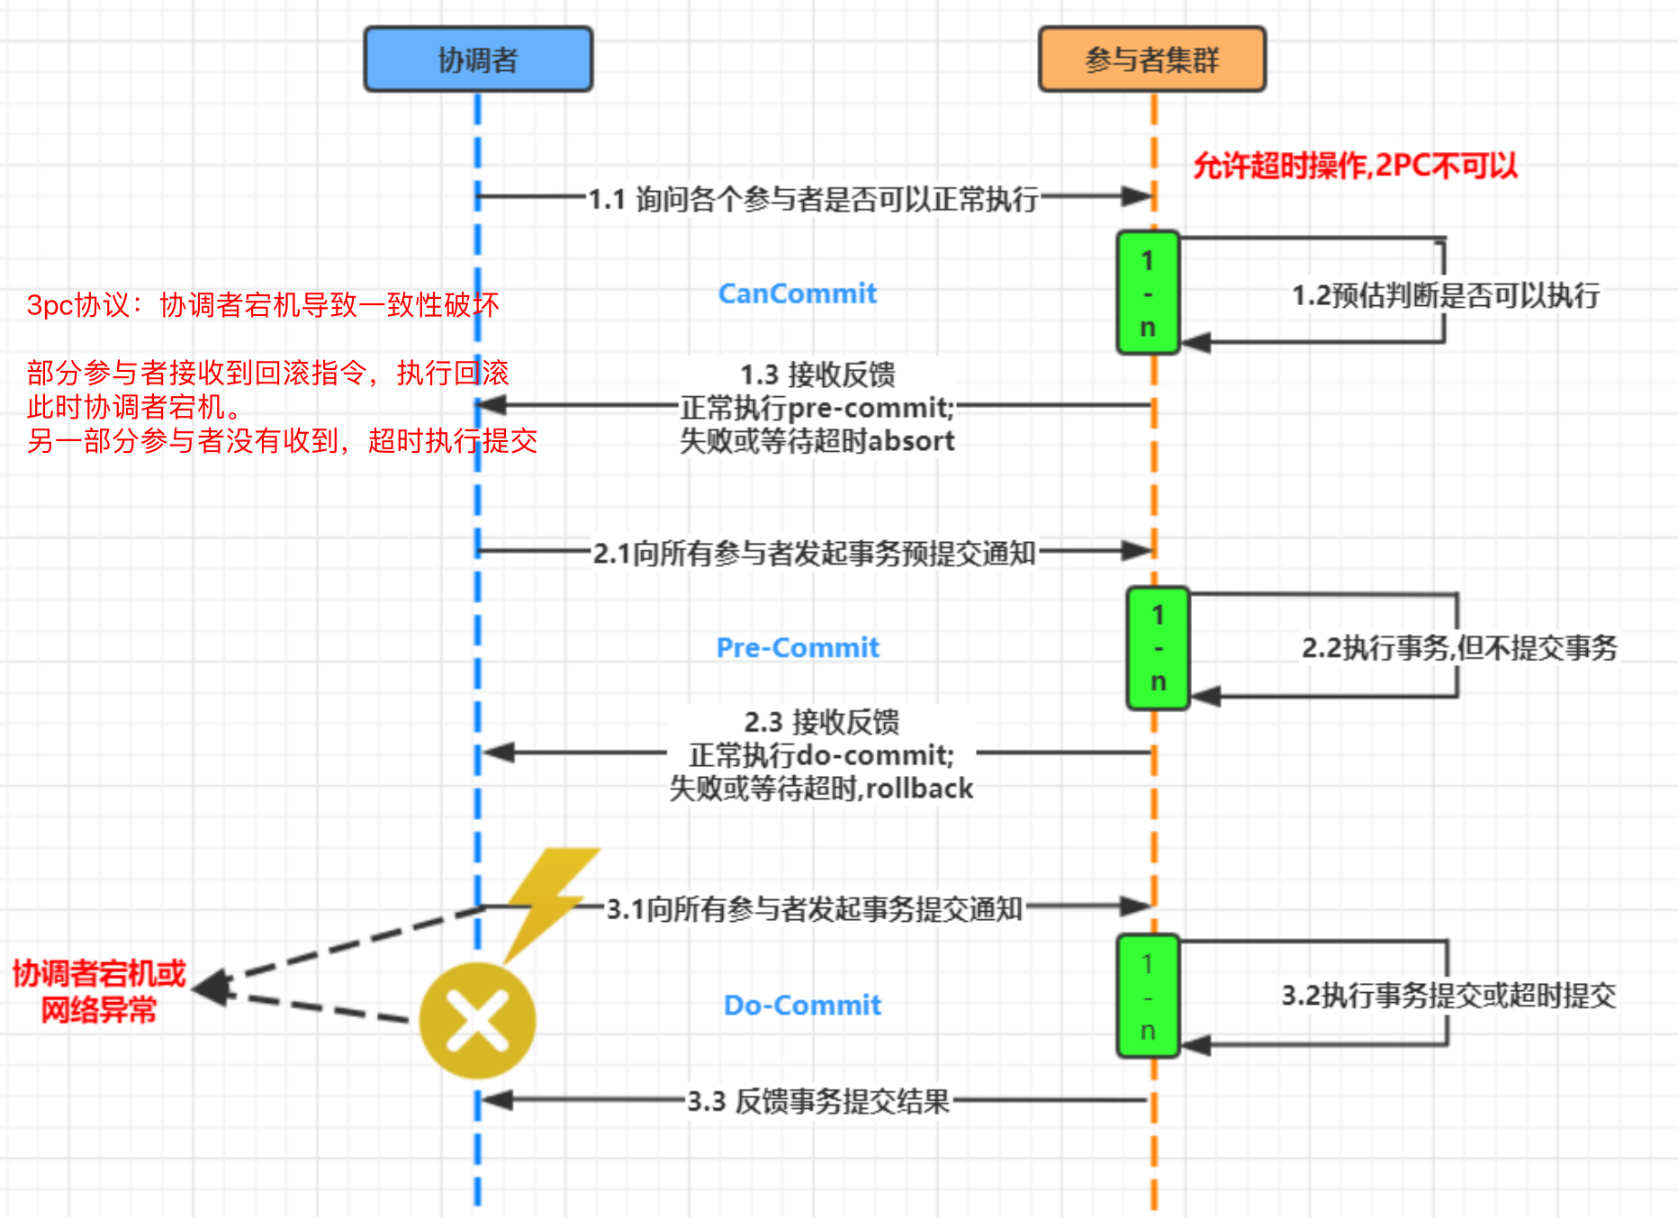 协调者
参与者集群
允许超时操作,2PC不可以
1.1 询问各个参与者是否可以正常执行
1
-
n
1.2预估判断是否可以执行
CanCommit
3pc协议：协调者宕机导致一致性破坏
部分参与者接收到回滚指令，执行回滚
此时协调者宕机。
另一部分参与者没有收到，超时执行提交
1.3 接收反馈
正常执行pre-commit;
失败或等待超时absort
2.1向所有参与者发起事务预提交通知
1
-
n
2.2执行事务,但不提交事务
Pre-Commit
2.3 接收反馈
正常执行do-commit;
失败或等待超时,rollback
3.1向所有参与者发起事务提交通知
协调者宕机或
网络异常
1
-
n
3.2执行事务提交或超时提交
Do-Commit
3.3 反馈事务提交结果